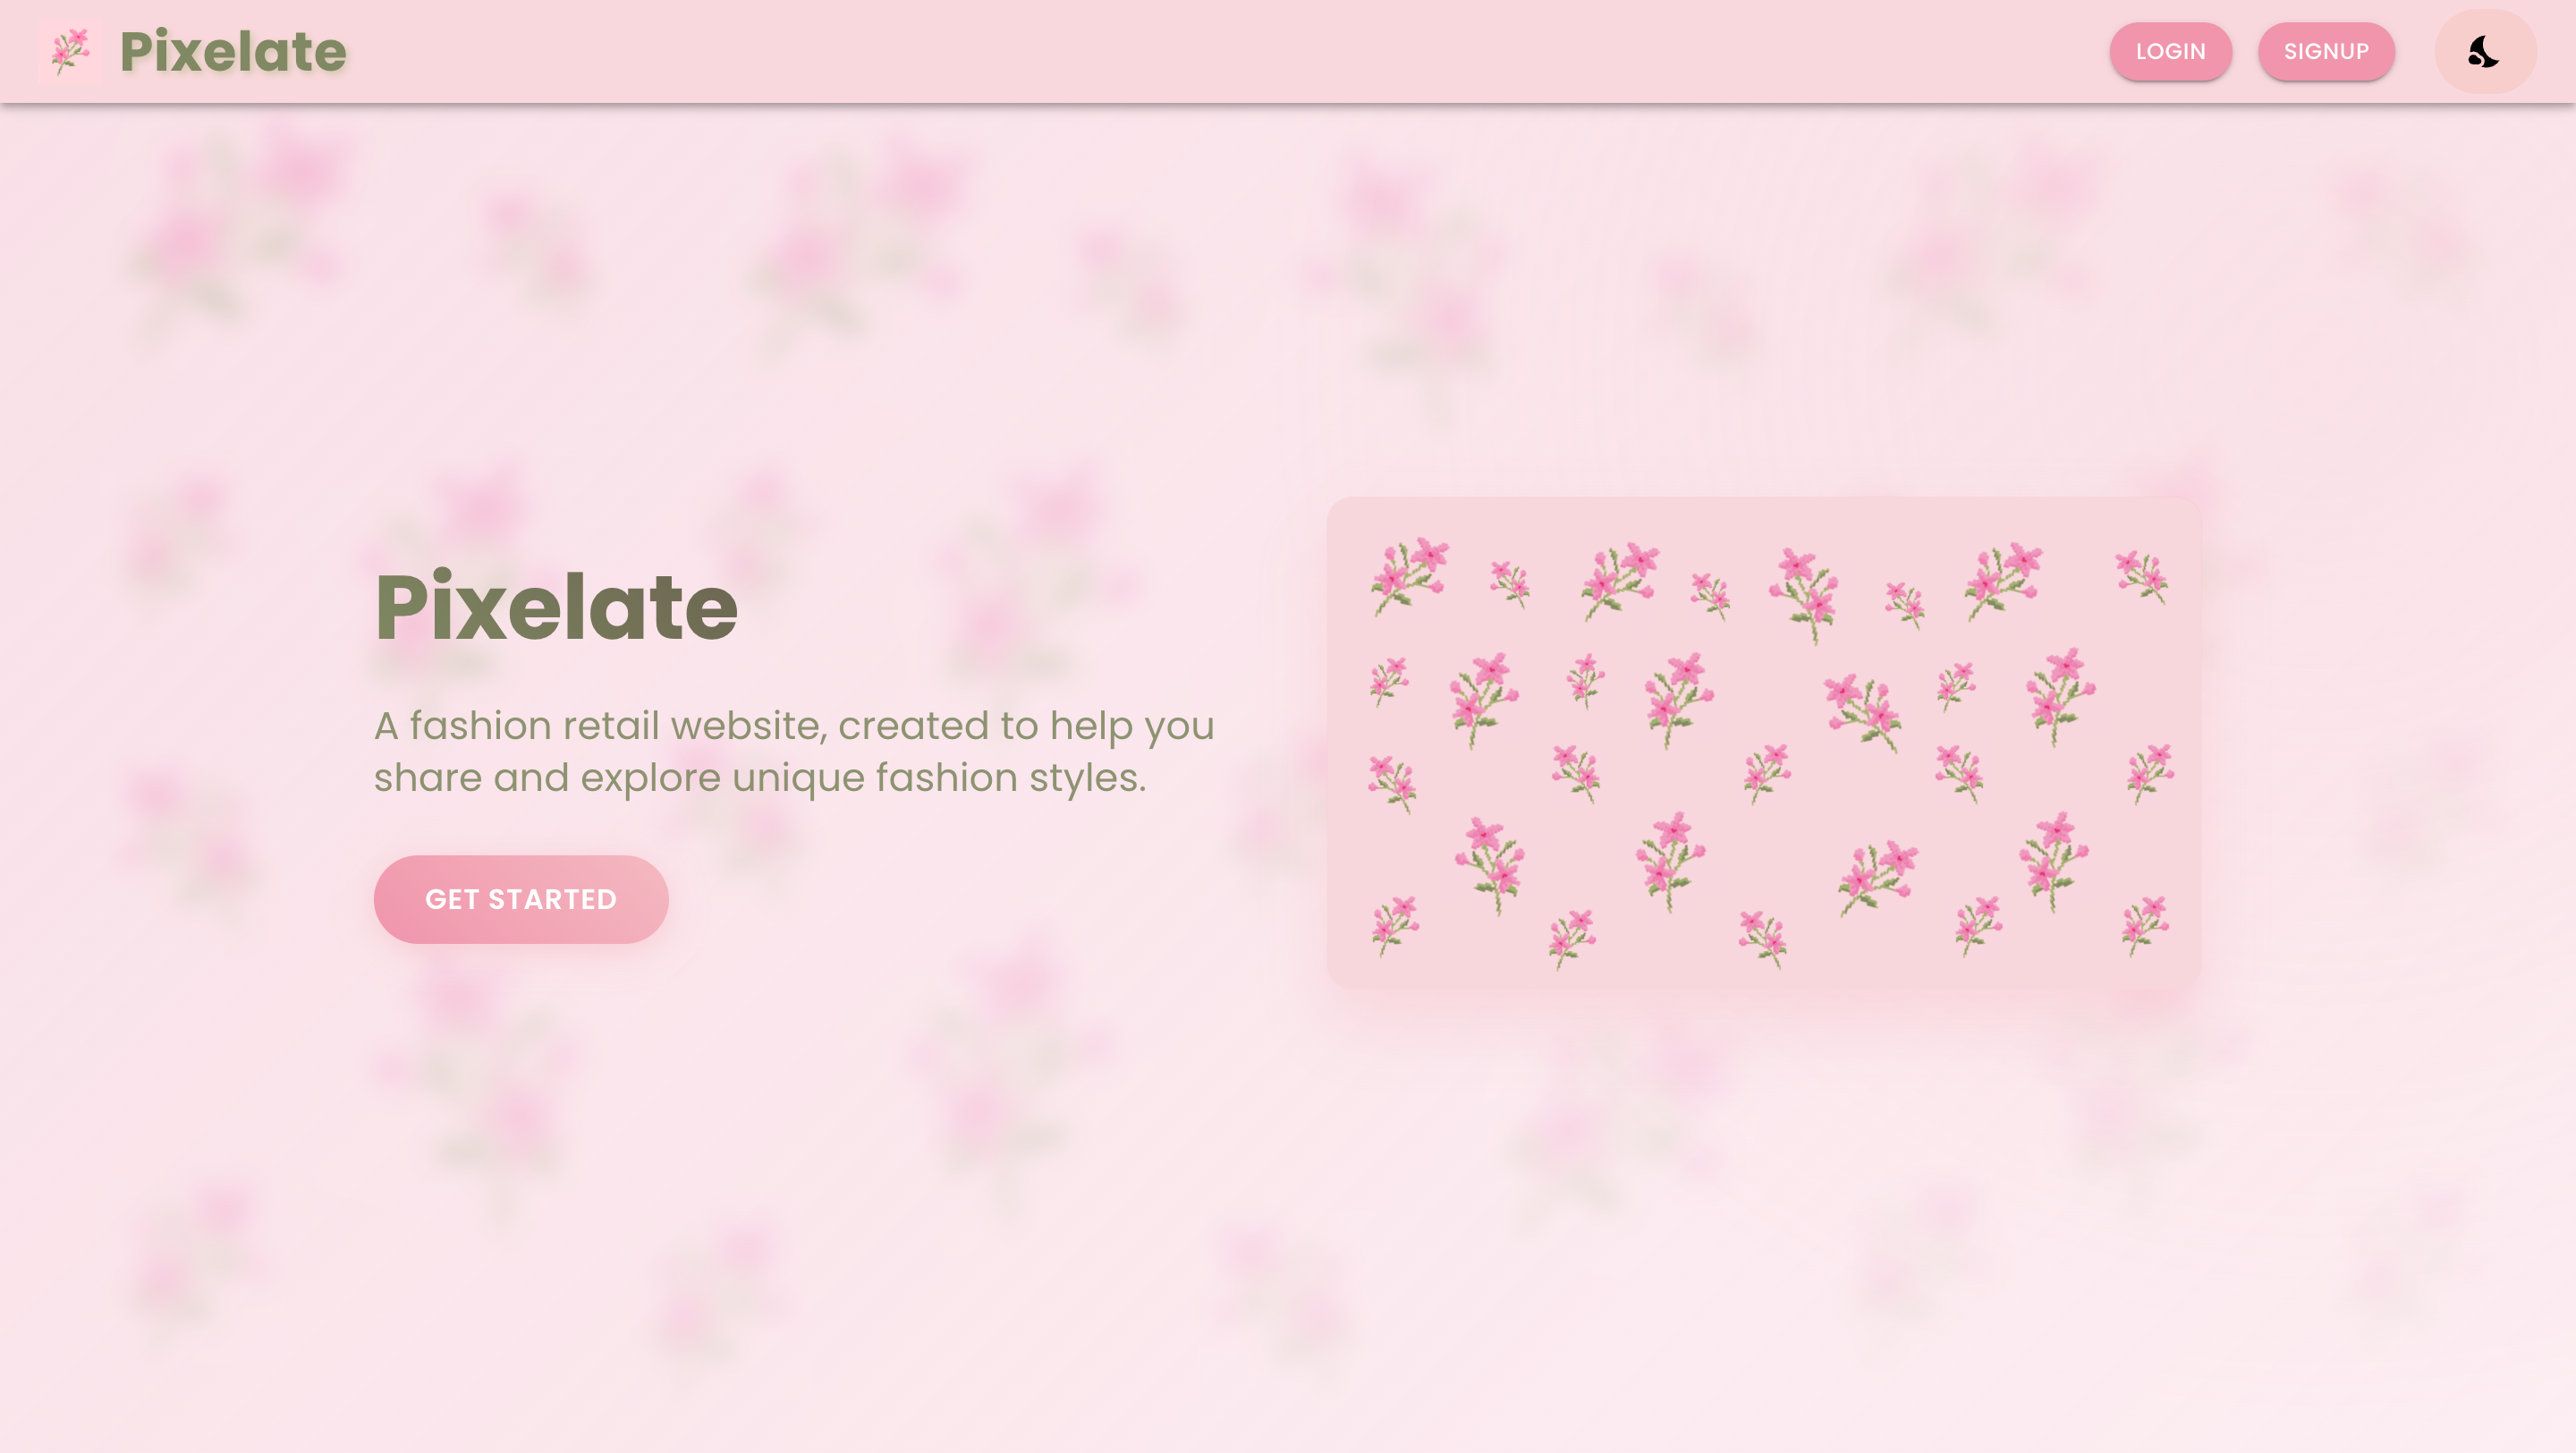 Pixelate
LOGIN
SIGNUP
Pixelate
A fashion retail website, created to help you
share and explore unique fashion styles.
GET STARTED